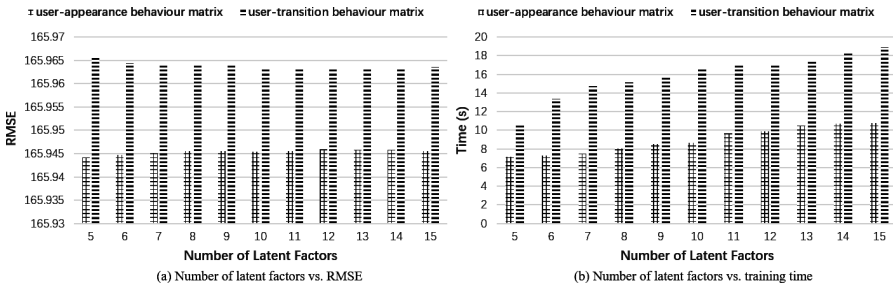 user-appearance behaviour matrix user-transition behaviour matrix
165.97
165.965
165.96
165.955
165.95
165.945
165.94
165.935
165.93
RMSE
5 6 7 8 9 10 11 12 13 14 15
Number of Latent Factors
(a) Number of latent factors vs. RMSE
user-appearance behaviour matrix user-transition behaviour matrix
20
18
16
14
12
10
8
6
4
2
0
Time (s)
5 6 7 8 9 10 11 12 13 14 15
Number of Latent Factors
(b) Number of latent factors vs. training time